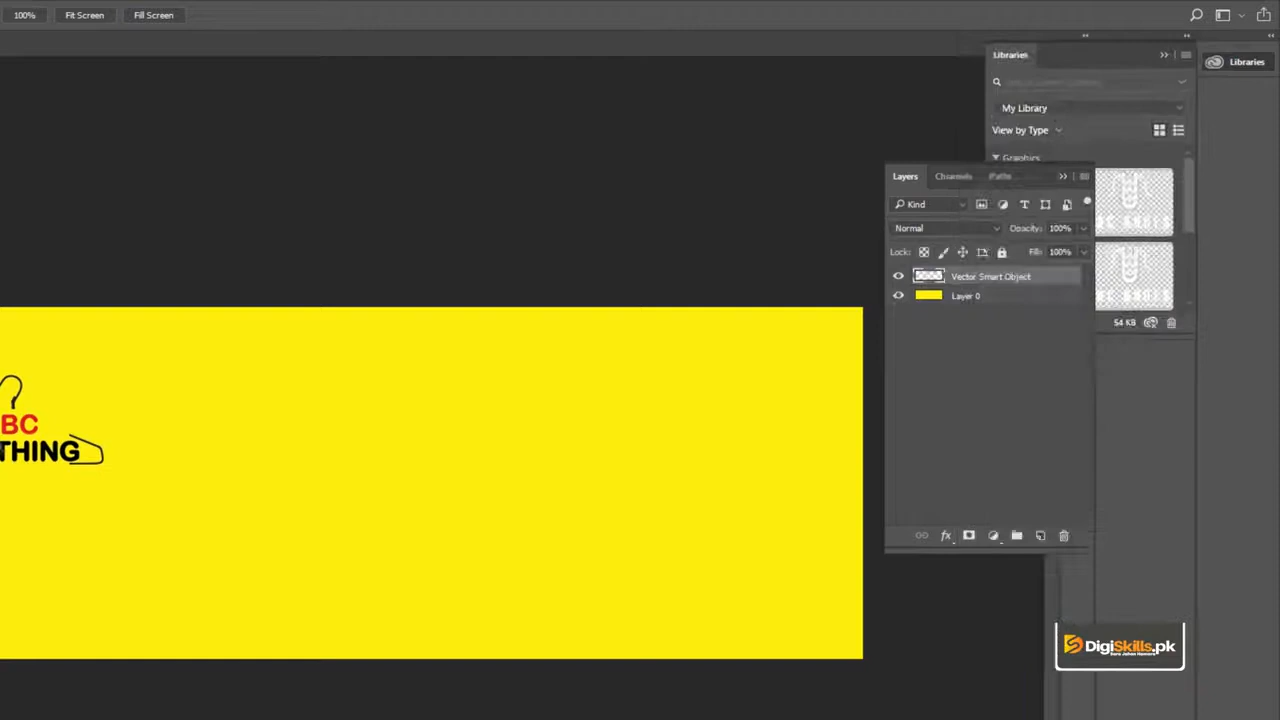 100% Fit Screen Fill Screen
Libraries
Libraries
My Library
View by Type
Graphics
Layers Channels Paths
Kind
Normal Opacity: 100%
Lock: Fill: 100%
Vector Smart Object
Layer 0
54 KB
BC
THING
DigiSkills.pk